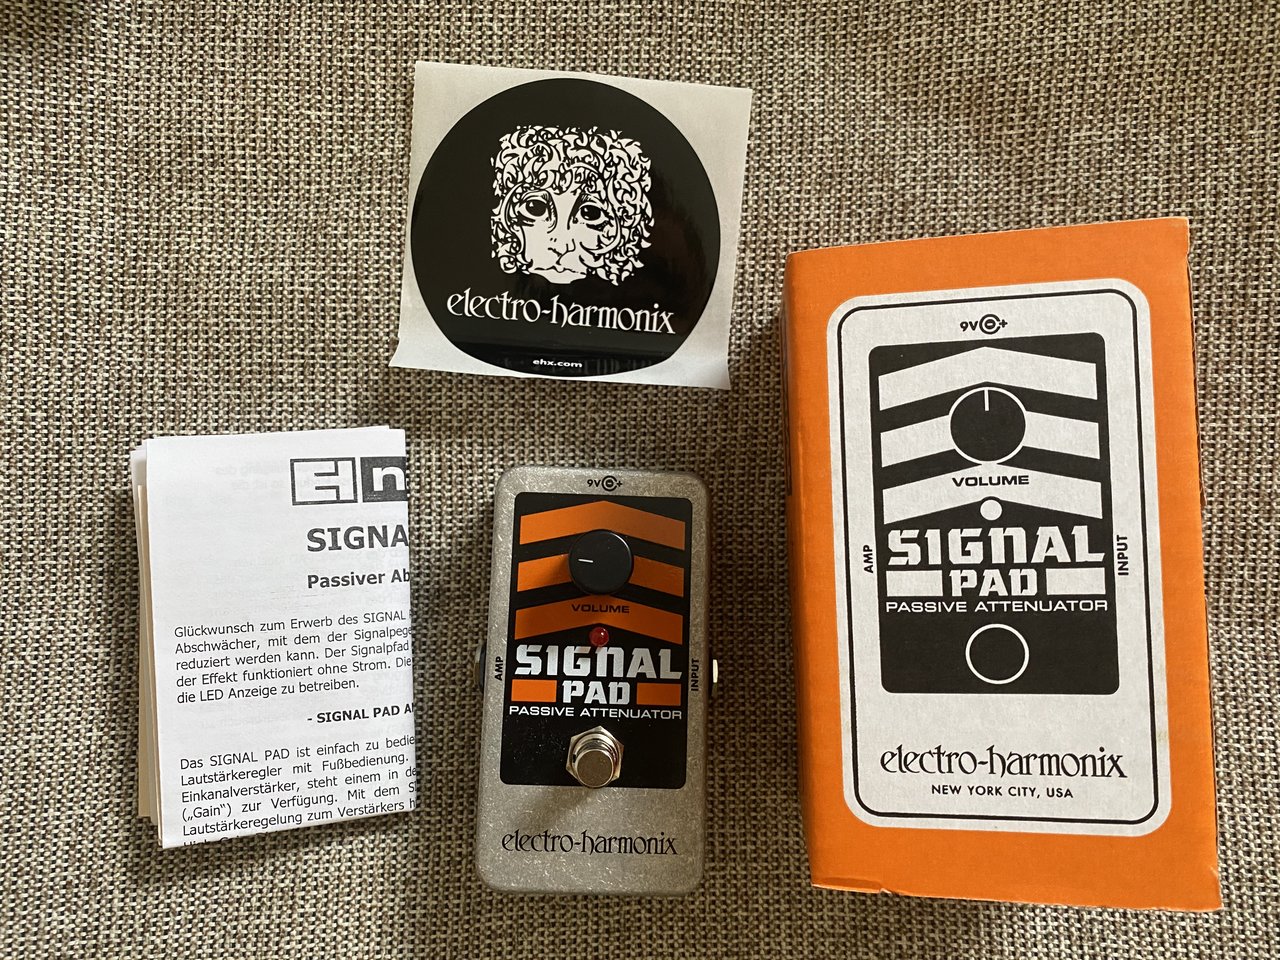 electro-harmonix
ehx.com
EH n
SIGNA
Passiver Ab
Glückwunsch zum Erwerb des SIGNAL
Abschwächer, mit dem der Signalpege
reduziert werden kann. Der Signalpfad
der Effekt funktioniert ohne Strom. Die
die LED Anzeige zu betreiben.
- SIGNAL PAD AN
Das SIGNAL PAD ist einfach zu bedie
Lautstärkeregler mit Fußbedienung.
Einkanalverstärker, steht einem in de
(„Gain“) zur Verfügung. Mit dem S
Lautstärkeregelung zum Verstärkers h
9V +
VOLUME
AMP
INPUT
SIGNAL
PAD
PASSIVE ATTENUATOR
electro-harmonix
9V +
VOLUME
AMP
INPUT
SIGNAL
PAD
PASSIVE ATTENUATOR
electro-harmonix
NEW YORK CITY, USA